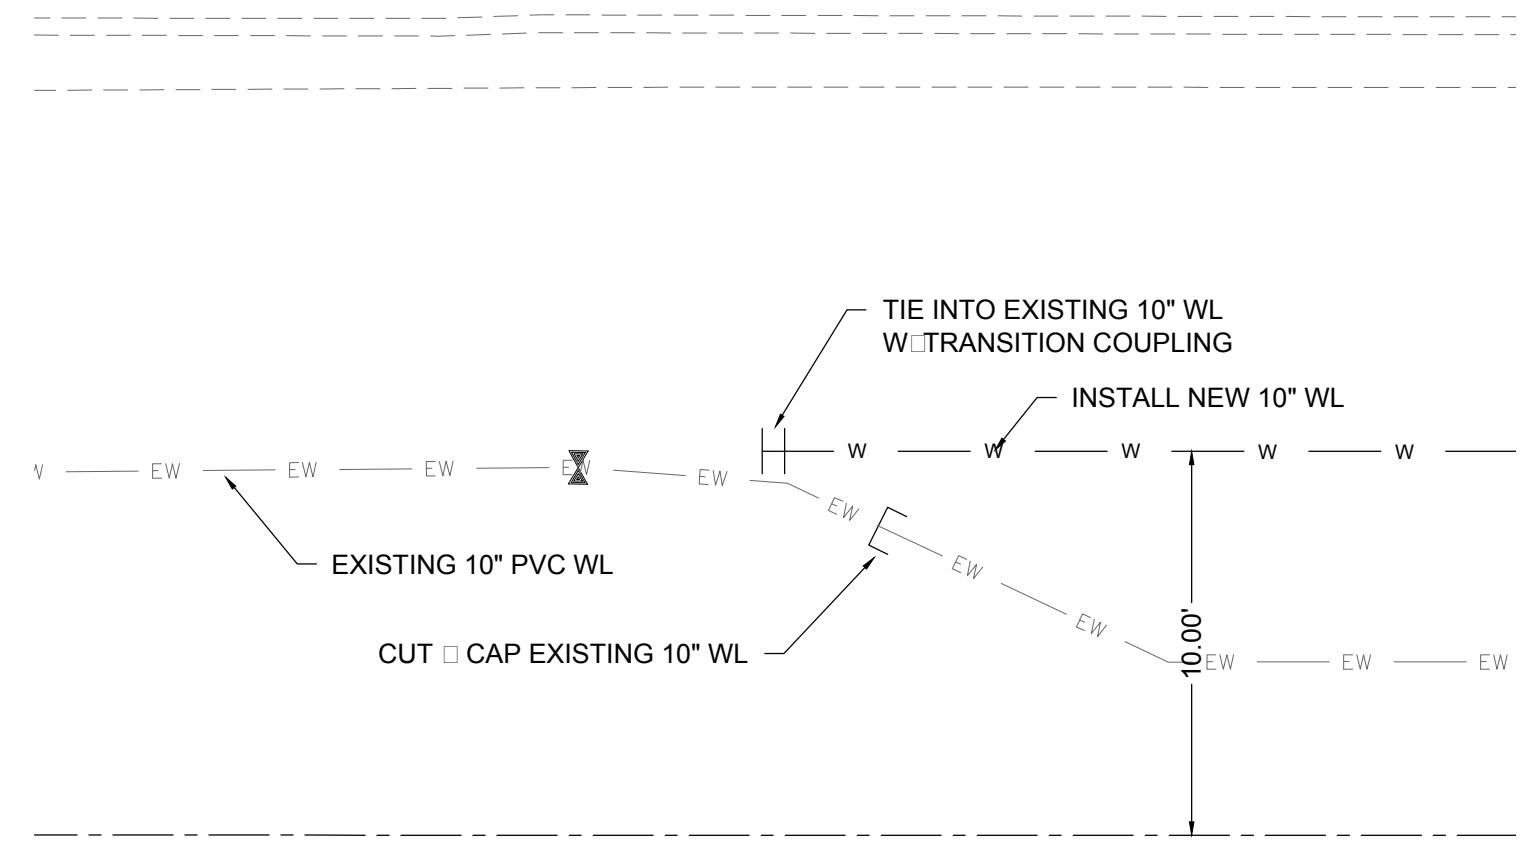 TIE INTO EXISTING 10" WL
W□TRANSITION COUPLING
INSTALL NEW 10" WL
W W W W W
W EW EW EW EW EW
EW
EW
EW
EXISTING 10" PVC WL
CUT □ CAP EXISTING 10" WL
10.00'
EW EW EW